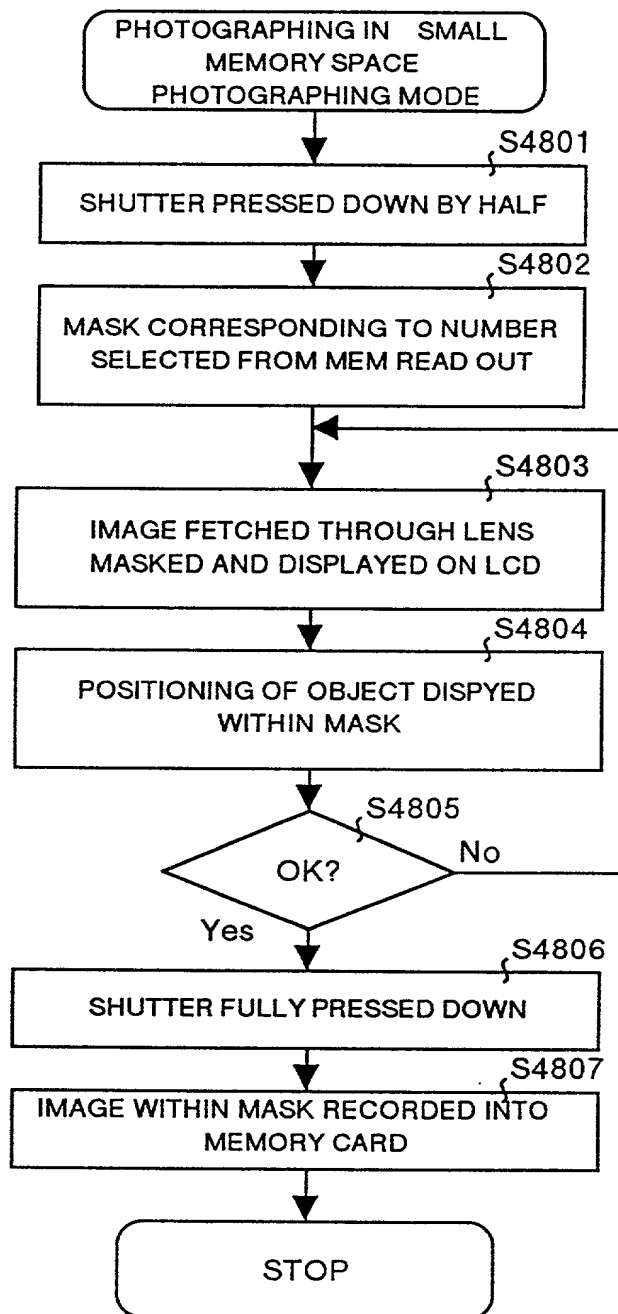 PHOTOGRAPHING IN SMALL
MEMORY SPACE
PHOTOGRAPHING MODE
S4801
SHUTTER PRESSED DOWN BY HALF
S4802
MASK CORRESPONDING TO NUMBER
SELECTED FROM MEM READ OUT
S4803
IMAGE FETCHED THROUGH LENS
MASKED AND DISPLAYED ON LCD
S4804
POSITIONING OF OBJECT DISPYED
WITHIN MASK
S4805
OK?
No
Yes
S4806
SHUTTER FULLY PRESSED DOWN
S4807
IMAGE WITHIN MASK RECORDED INTO
MEMORY CARD
STOP